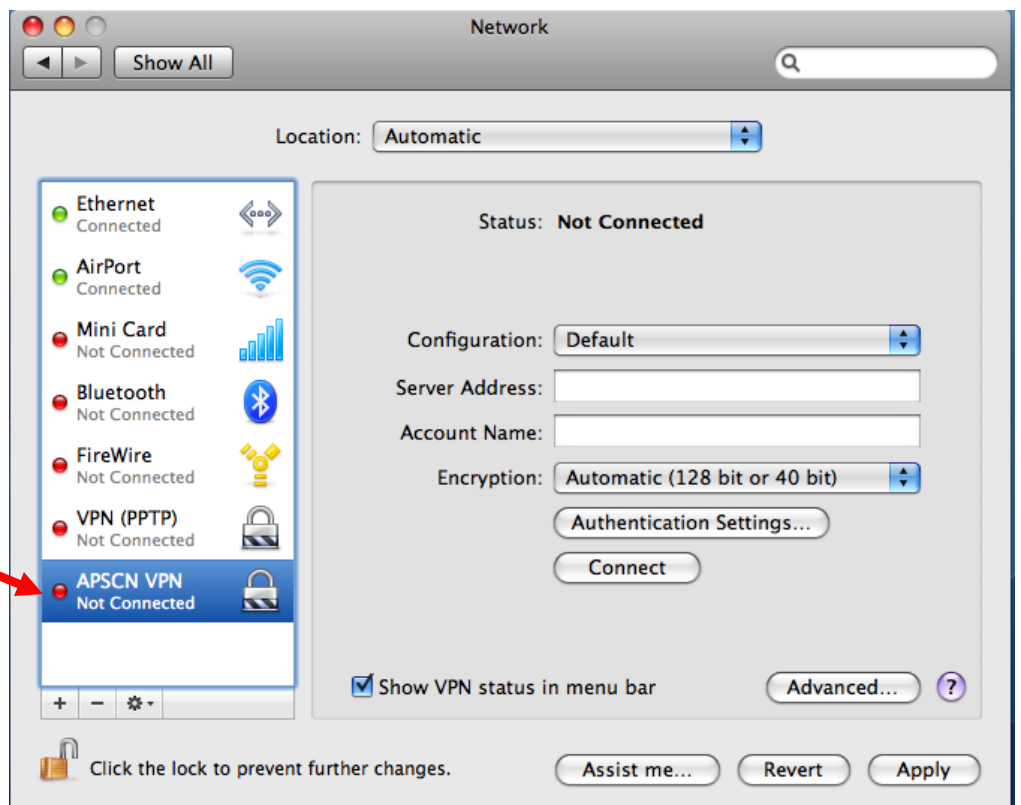 Network
Show All
Location: Automatic
Ethernet
Connected
AirPort
Connected
Mini Card
Not Connected
Bluetooth
Not Connected
FireWire
Not Connected
VPN (PPTP)
Not Connected
APSCN VPN
Not Connected
Status: Not Connected
Configuration: Default
Server Address:
Account Name:
Encryption: Automatic (128 bit or 40 bit)
Authentication Settings...
Connect
Show VPN status in menu bar
Advanced...
?
Click the lock to prevent further changes.
Assist me...
Revert
Apply